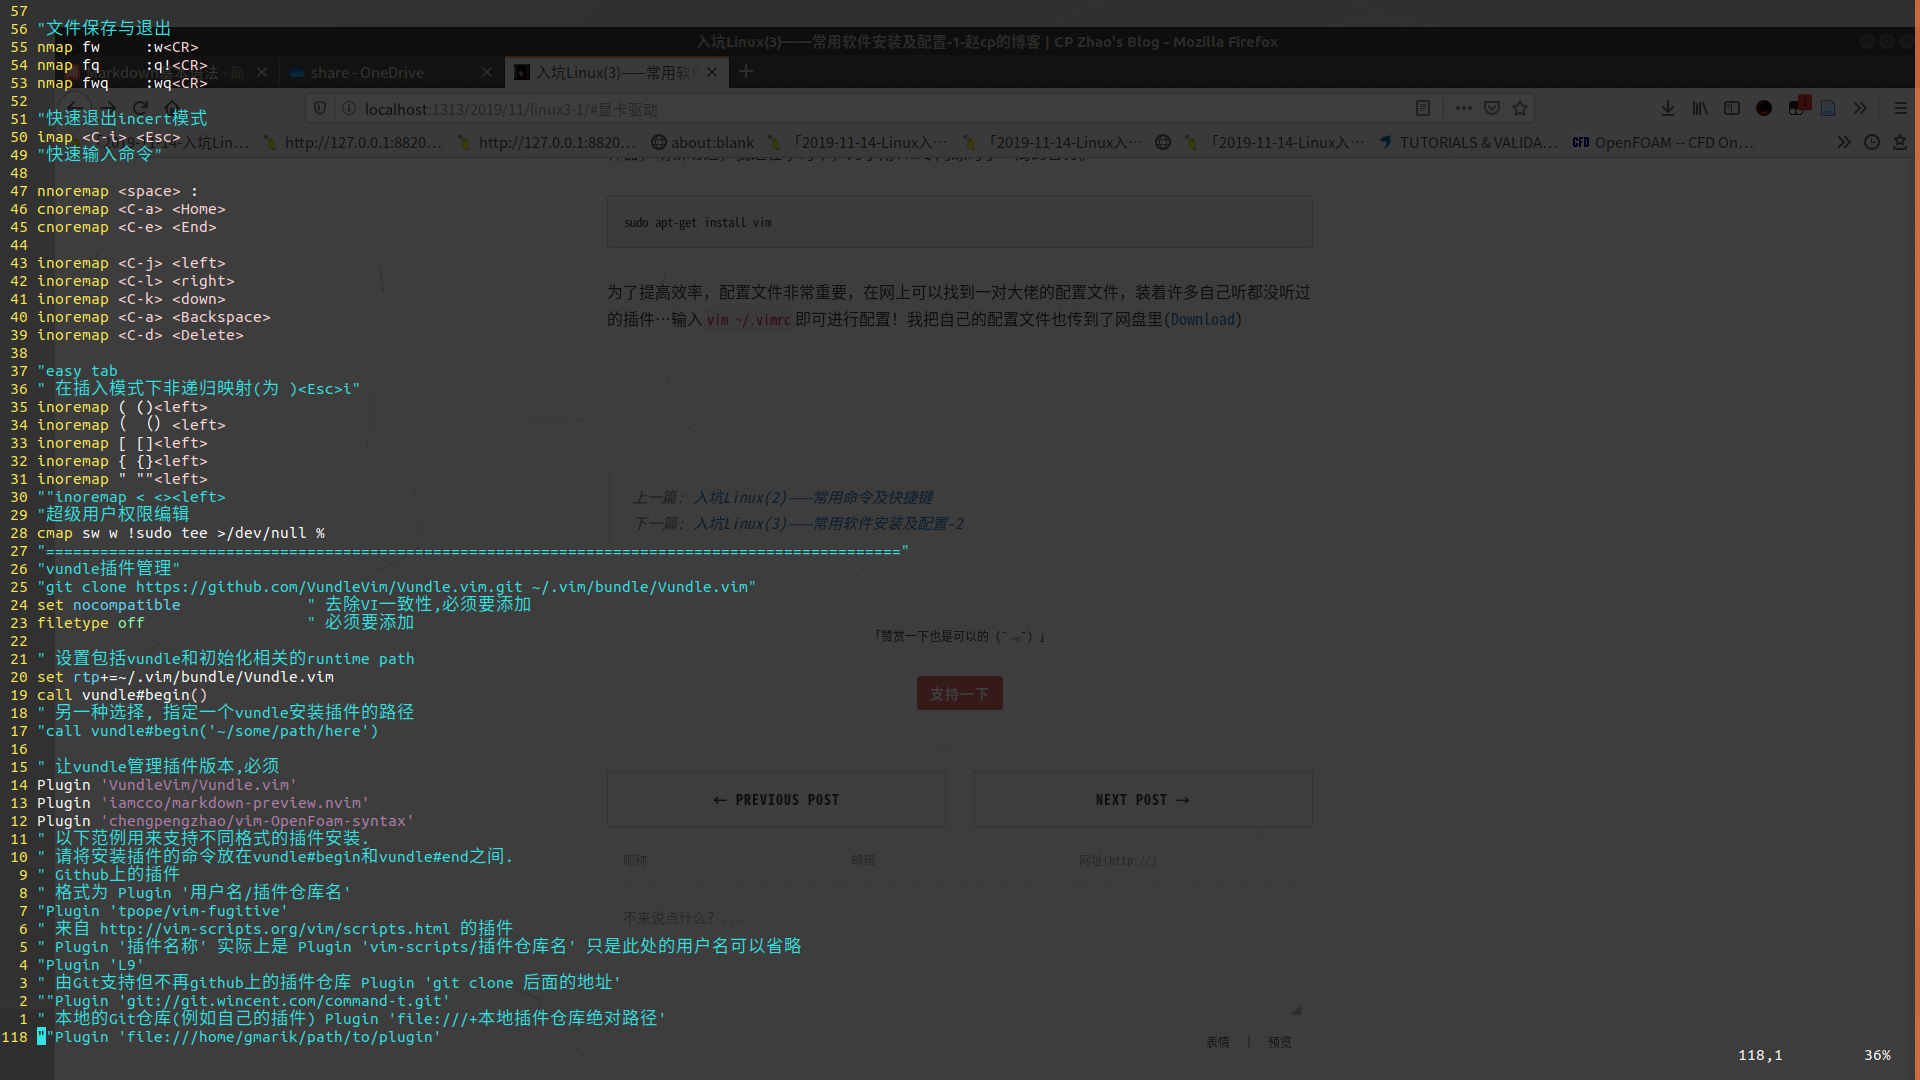 57
56 "文件保存与退出
55 nmap fw     :w<CR>
54 nmap fq     :q!<CR>
53 nmap fwq    :wq<CR>
52
51 "快速退出incert模式
50 imap <C-i> <Esc>
49 "快速输入命令"
48
47 nnoremap <space> :
46 cnoremap <C-a> <Home>
45 cnoremap <C-e> <End>
44
43 inoremap <C-j> <left>
42 inoremap <C-l> <right>
41 inoremap <C-k> <down>
40 inoremap <C-a> <Backspace>
39 inoremap <C-d> <Delete>
38
37 "easy tab
36 " 在插入模式下非递归映射(为 )<Esc>i"
35 inoremap ( ()<left>
34 inoremap （ （） <left>
33 inoremap [ []<left>
32 inoremap { {}<left>
31 inoremap " ""<left>
30 ""inoremap < <><left>
29 "超级用户权限编辑
28 cmap sw w !sudo tee >/dev/null %
27 "==============================================================================================="
26 "vundle插件管理"
25 "git clone https://github.com/VundleVim/Vundle.vim.git ~/.vim/bundle/Vundle.vim"
24 set nocompatible              " 去除VI一致性,必须要添加
23 filetype off                  " 必须要添加
22
21 " 设置包括vundle和初始化相关的runtime path
20 set rtp+=~/.vim/bundle/Vundle.vim
19 call vundle#begin()
18 " 另一种选择, 指定一个vundle安装插件的路径
17 "call vundle#begin('~/some/path/here')
16
15 " 让vundle管理插件版本,必须
14 Plugin 'VundleVim/Vundle.vim'
13 Plugin 'iamcco/markdown-preview.nvim'
12 Plugin 'chengpengzhao/vim-OpenFoam-syntax'
11 " 以下范例用来支持不同格式的插件安装.
10 " 请将安装插件的命令放在vundle#begin和vundle#end之间.
9 " Github上的插件
8 " 格式为 Plugin '用户名/插件仓库名'
7 "Plugin 'tpope/vim-fugitive'
6 " 来自 http://vim-scripts.org/vim/scripts.html 的插件
5 " Plugin '插件名称' 实际上是 Plugin 'vim-scripts/插件仓库名' 只是此处的用户名可以省略
4 "Plugin 'L9'
3 " 由Git支持但不再github上的插件仓库 Plugin 'git clone 后面的地址'
2 ""Plugin 'git://git.wincent.com/command-t.git'
1 " 本地的Git仓库(例如自己的插件) Plugin 'file:///+本地插件仓库绝对路径'
118 ""Plugin 'file:///home/gmarik/path/to/plugin'
118,1 36%
入坑Linux(3)——常用软件安装及配置-1-赵cp的博客 | CP Zhao's Blog - Mozilla Firefox
Markdown基本语法 - 简
share - OneDrive
入坑Linux(3)——常用软件
localhost:1313/2019/11/linux3-1/#显卡驱动
2019-11-14-入坑Lin…
http://127.0.0.1:8820…
http://127.0.0.1:8820…
about:blank
「2019-11-14-Linux入…
「2019-11-14-Linux入…
「2019-11-14-Linux入…
TUTORIALS & VALIDA…
CFD OpenFOAM -- CFD On…
sudo apt-get install vim
为了提高效率，配置文件非常重要，在网上可以找到一对大佬的配置文件，装着许多自己听都没听过
的插件…输入 vim ~/.vimrc 即可进行配置！我把自己的配置文件也传到了网盘里(Download)
上一篇: 入坑Linux(2)——常用命令及快捷键
下一篇: 入坑Linux(3)——常用软件安装及配置-2
支持一下
← PREVIOUS POST
NEXT POST →
昵称
邮箱
网址(http://)
不来说点什么？...
表情 | 预览